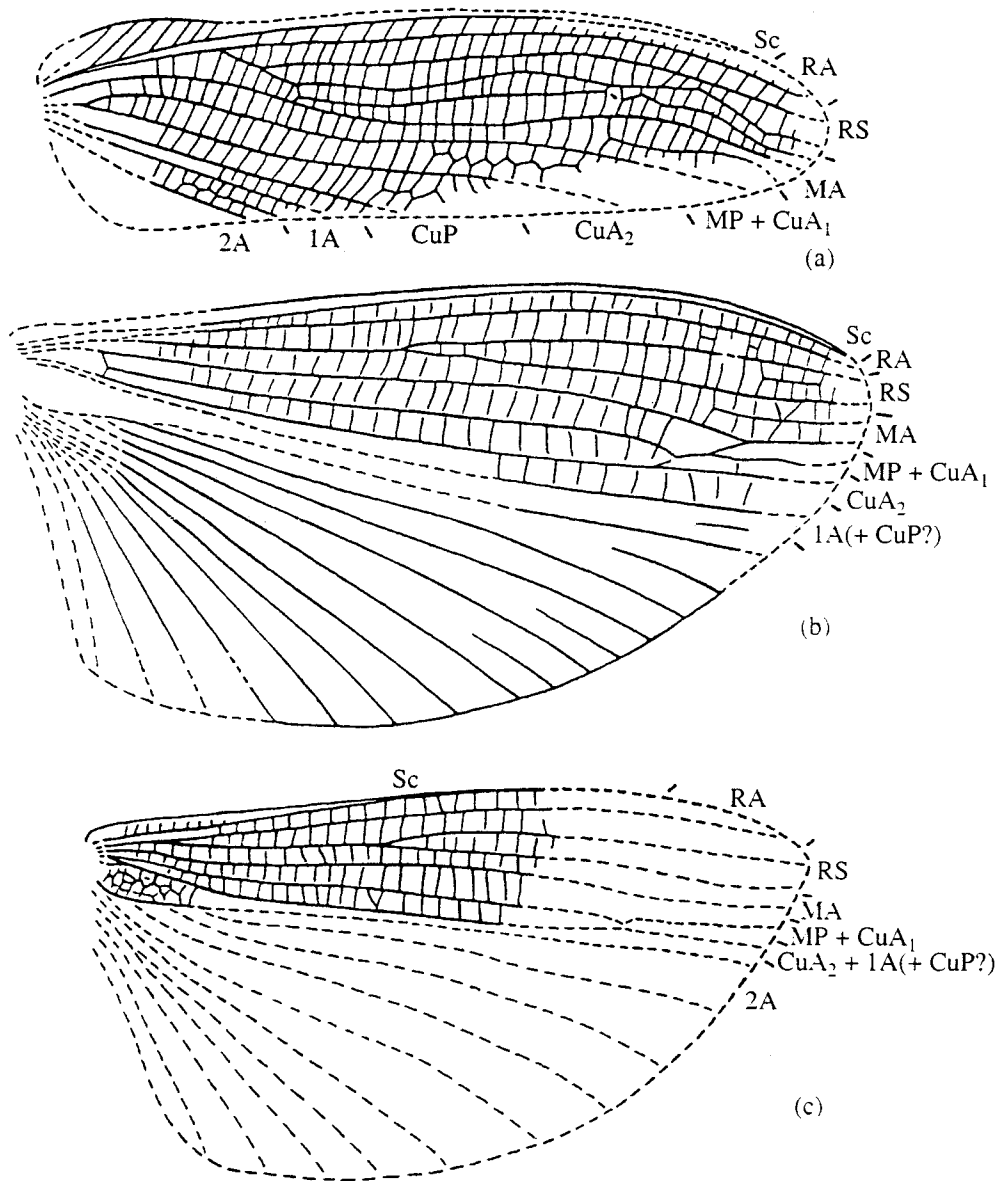 Sc
RA
RS
MA
MP + CuA₁
CuA₂
CuP
1A
2A
(a)
Sc
RA
RS
MA
MP + CuA₁
CuA₂
1A(+ CuP?)
(b)
Sc
RA
RS
MA
MP + CuA₁
CuA₂ + 1A(+ CuP?)
2A
(c)